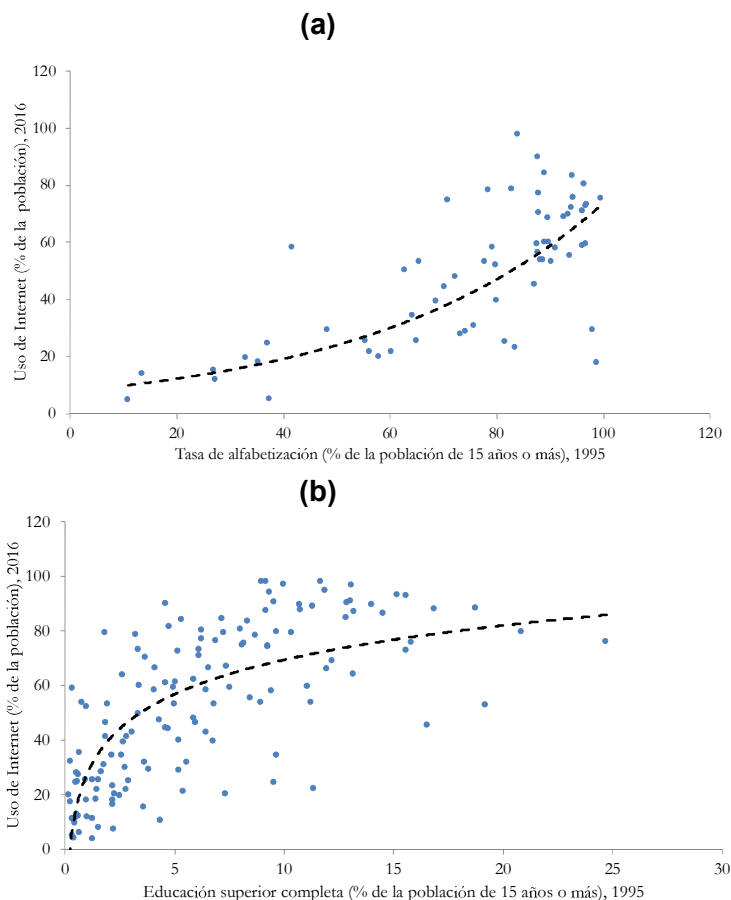 (a)
Uso de Internet (% de la población), 2016
120
100
80
60
40
20
0
0 20 40 60 80 100 120
Tasa de alfabetización (% de la población de 15 años o más), 1995
(b)
Uso de Internet (% de la población), 2016
120
100
80
60
40
20
0
0 5 10 15 20 25 30
Educación superior completa (% de la población de 15 años o más), 1995